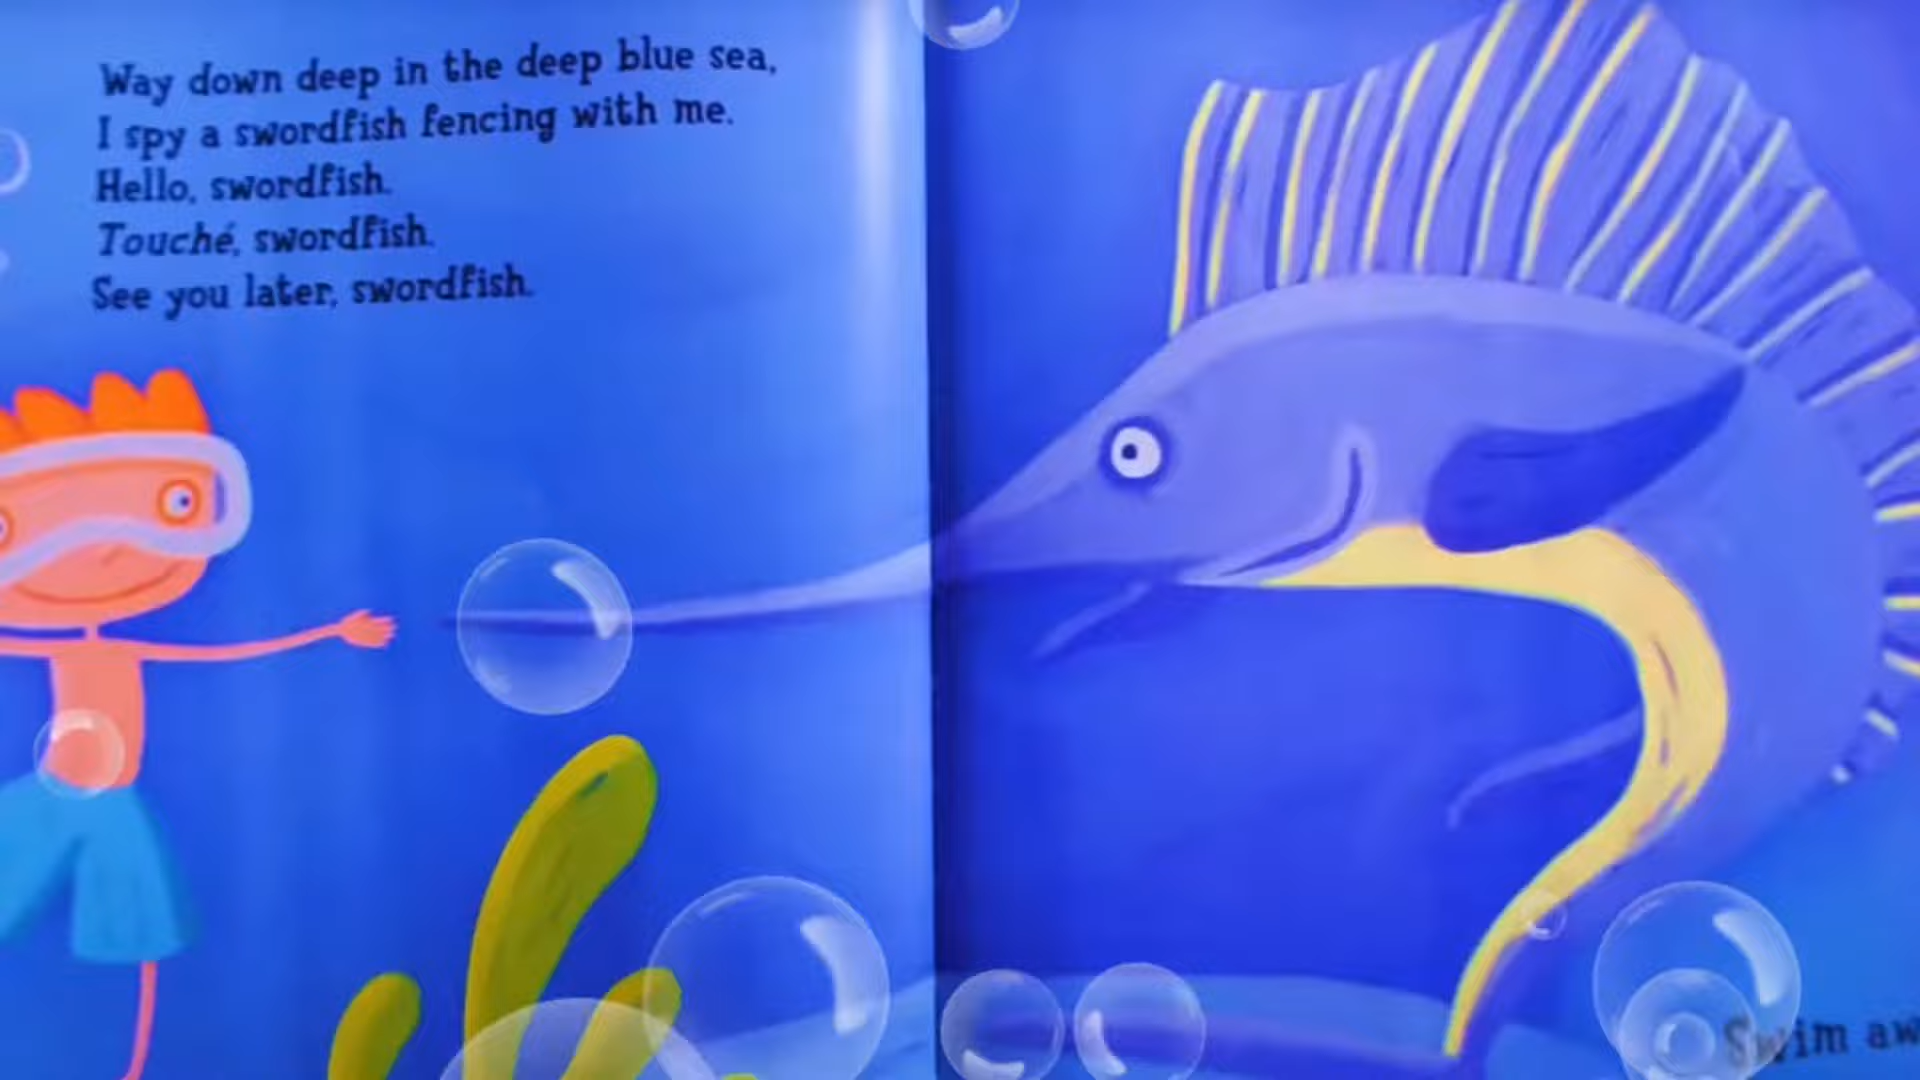 Way down deep in the deep blue sea,
I spy a swordfish fencing with me.
Hello, swordfish.
Touché, swordfish.
See you later, swordfish.
Swim